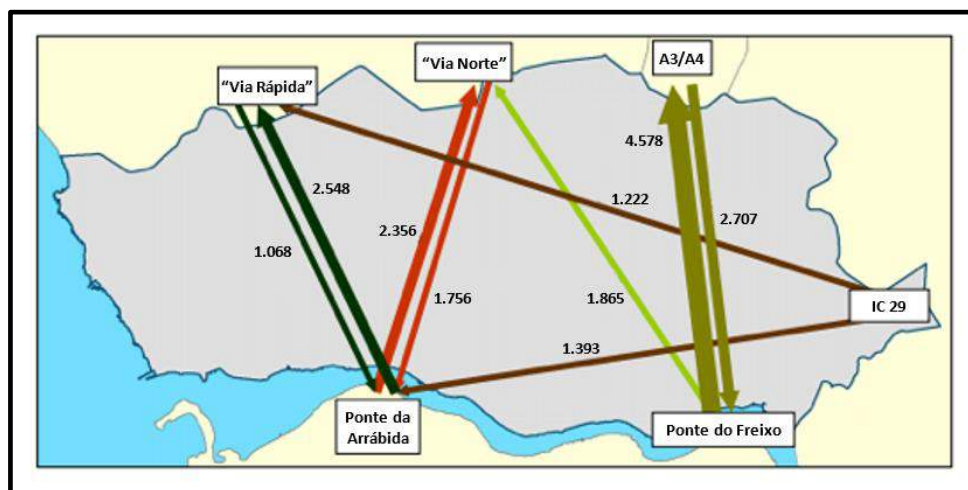 “Via Norte”
A3/A4
“Via Rápida”
4.578
2.548
1.222
2.707
2.356
1.068
1.756
1.865
IC 29
1.393
Ponte da
Arrábida
Ponte do Freixo